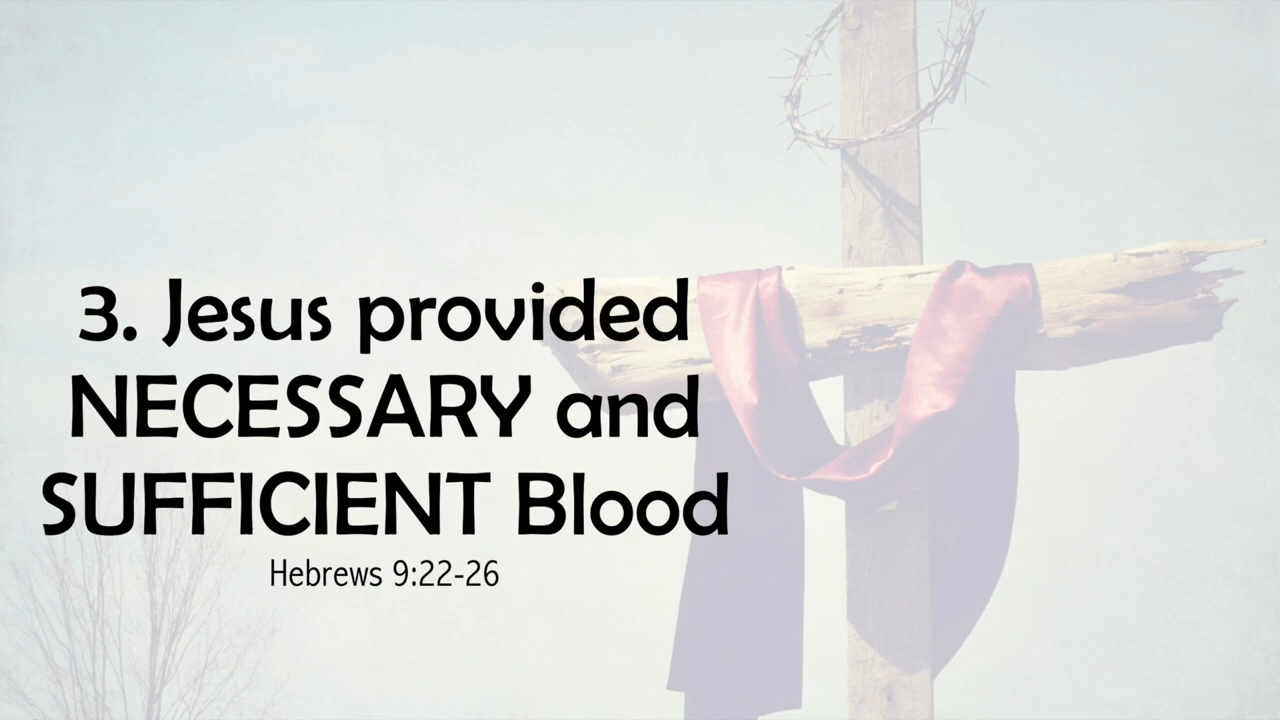 3. Jesus provided
NECESSARY and
SUFFICIENT Blood
Hebrews 9:22-26